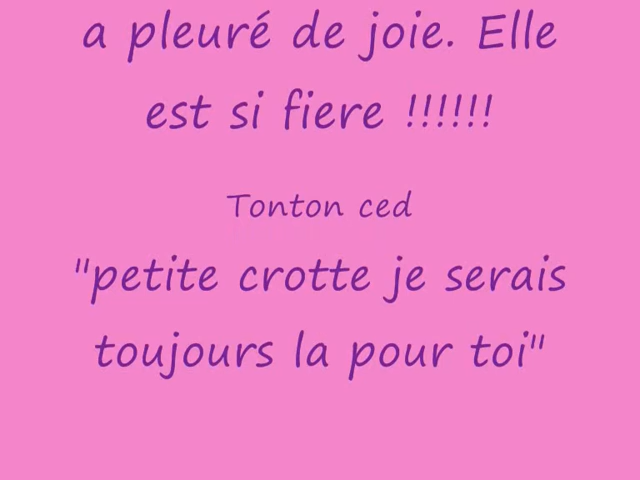 a pleuré de joie. Elle
est si fiere !!!!!!
Tonton ced
"petite crotte je serais
toujours la pour toi"